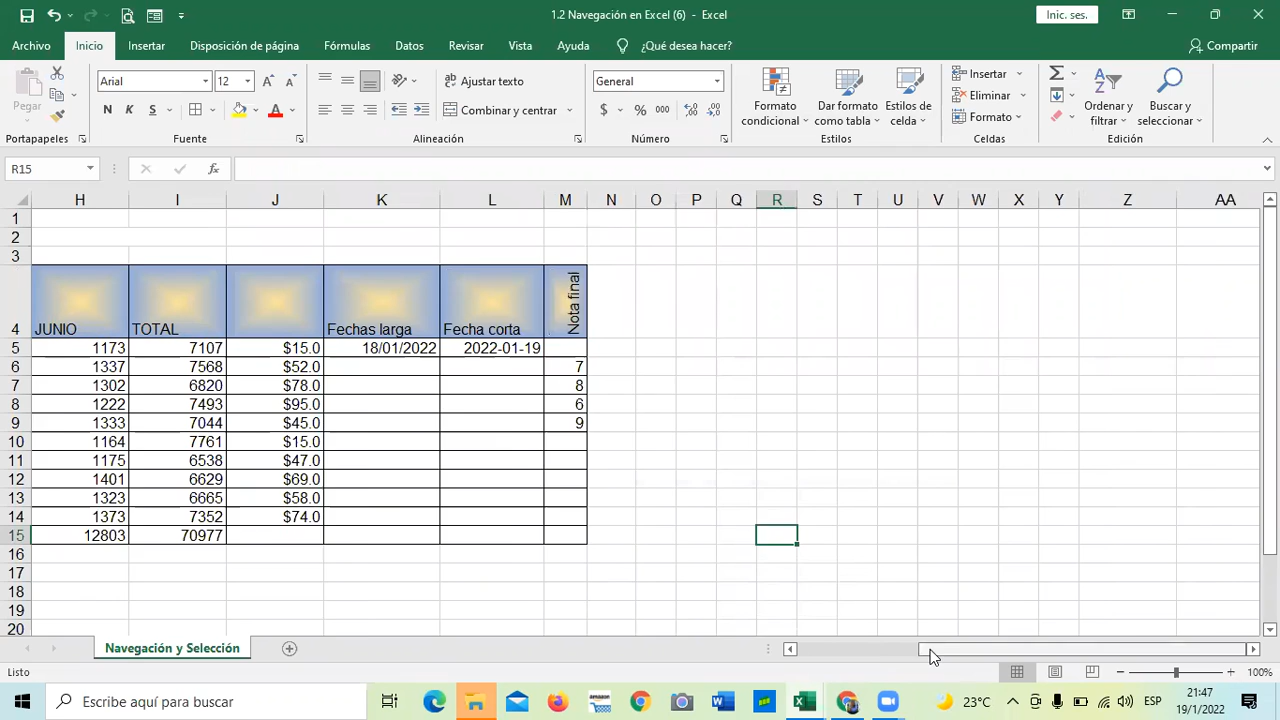 1.2 Navegación en Excel (6) - Excel
Inic. ses.
Archivo Inicio Insertar Disposición de página Fórmulas Datos Revisar Vista Ayuda ¿Qué desea hacer? Compartir
Pegar
Arial 12
N K S
Ajustar texto
Combinar y centrar
General
$ % 000
Formato condicional
Dar formato como tabla
Estilos de celda
Insertar
Eliminar
Formato
Ordenar y filtrar
Buscar y seleccionar
Portapapeles Fuente Alineación Número Estilos Celdas Edición
R15 fx
H I J K L M N O P Q R S T U V W X Y Z AA
1
2
3
4 JUNIO TOTAL Fechas larga Fecha corta Nota final
5 1173 7107 $15.0 18/01/2022 2022-01-19
6 1337 7568 $52.0 7
7 1302 6820 $78.0 8
8 1222 7493 $95.0 6
9 1333 7044 $45.0 9
10 1164 7761 $15.0
11 1175 6538 $47.0
12 1401 6629 $69.0
13 1323 6665 $58.0
14 1373 7352 $74.0
15 12803 70977
16
17
18
19
20
Navegación y Selección
Listo 100%
Escribe aquí para buscar
23°C ESP
21:47
19/1/2022